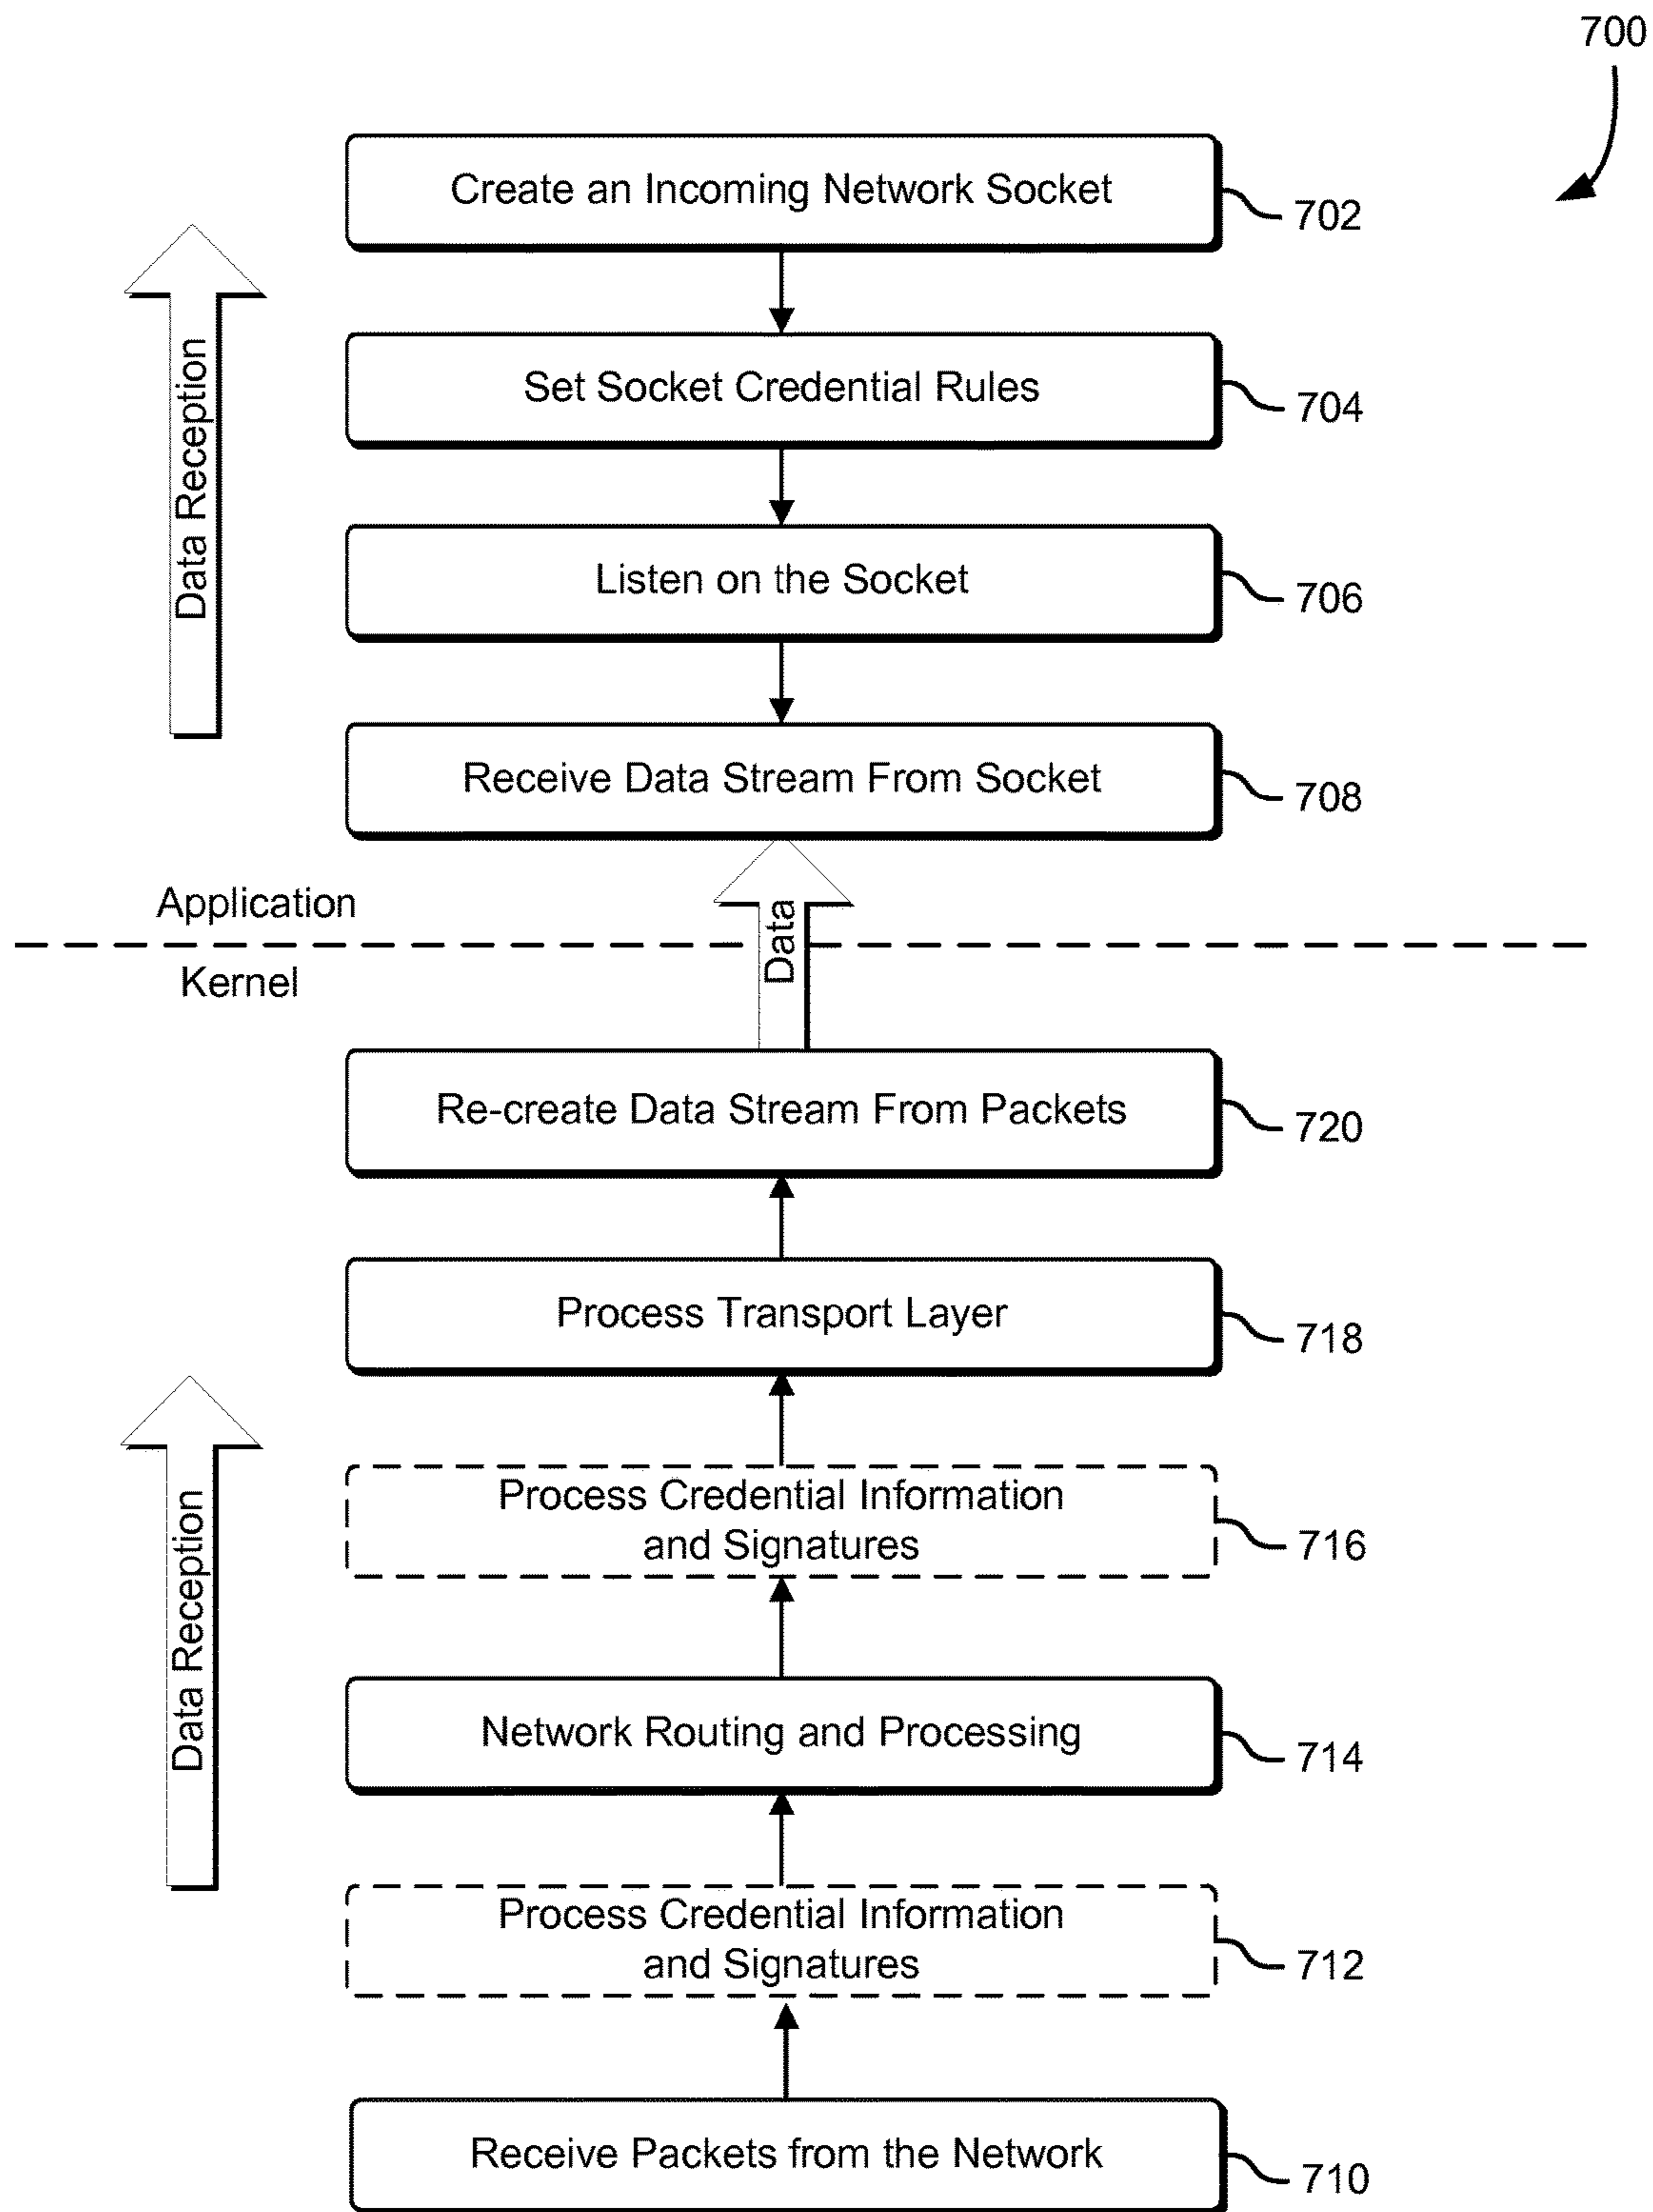 700
Create an Incoming Network Socket
702
Set Socket Credential Rules
704
Data Reception
Listen on the Socket
706
Receive Data Stream From Socket
708
Application
Data
Kernel
Re-create Data Stream From Packets
720
Process Transport Layer
718
Process Credential Information
and Signatures
716
Data Reception
Network Routing and Processing
714
Process Credential Information
and Signatures
712
Receive Packets from the Network
710